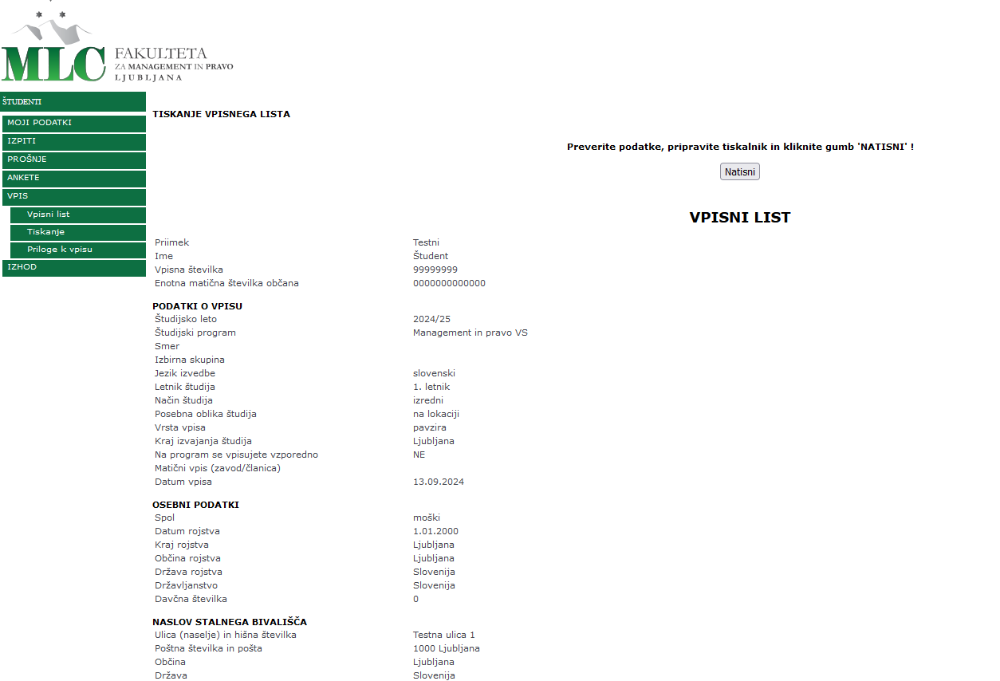 MLC FAKULTETA
ZA MANAGEMENT IN PRAVO
LJUBLJANA
ŠTUDENTI
MOJI PODATKI
IZPITI
PROŠNJE
ANKETE
VPIS
Vpisni list
Tiskanje
Priloge k vpisu
IZHOD
TISKANJE VPISNEGA LISTA
Preverite podatke, pripravite tiskalnik in kliknite gumb 'NATISNI' !
Natisni
VPISNI LIST
Priimek Testni
Ime Študent
Vpisna številka 99999999
Enotna matična številka občana 0000000000000
PODATKI O VPISU
Študijsko leto 2024/25
Študijski program Management in pravo VS
Smer
Izbirna skupina
Jezik izvedbe slovenski
Letnik študija 1. letnik
Način študija izredni
Posebna oblika študija na lokaciji
Vrsta vpisa pavzira
Kraj izvajanja študija Ljubljana
Na program se vpisujete vzporedno NE
Matični vpis (zavod/članica)
Datum vpisa 13.09.2024
OSEBNI PODATKI
Spol moški
Datum rojstva 1.01.2000
Kraj rojstva Ljubljana
Občina rojstva Ljubljana
Država rojstva Slovenija
Državljanstvo Slovenija
Davčna številka 0
NASLOV STALNEGA BIVALIŠČA
Ulica (naselje) in hišna številka Testna ulica 1
Poštna številka in pošta 1000 Ljubljana
Občina Ljubljana
Država Slovenija